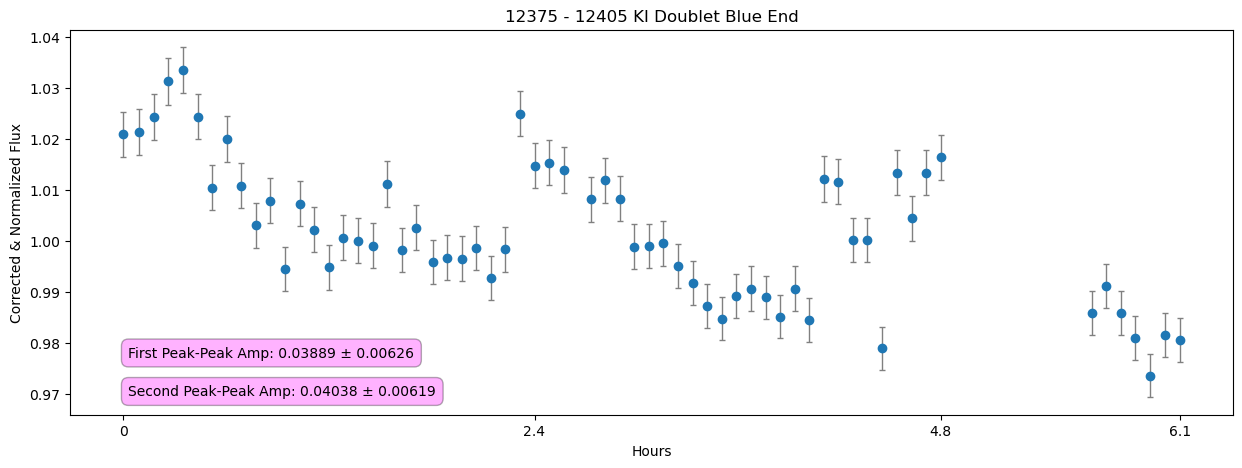 12375 - 12405 KI Doublet Blue End
Corrected & Normalized Flux
1.04
1.03
1.02
1.01
1.00
0.99
0.98
0.97
First Peak-Peak Amp: 0.03889 ± 0.00626
Second Peak-Peak Amp: 0.04038 ± 0.00619
0 2.4 4.8 6.1
Hours